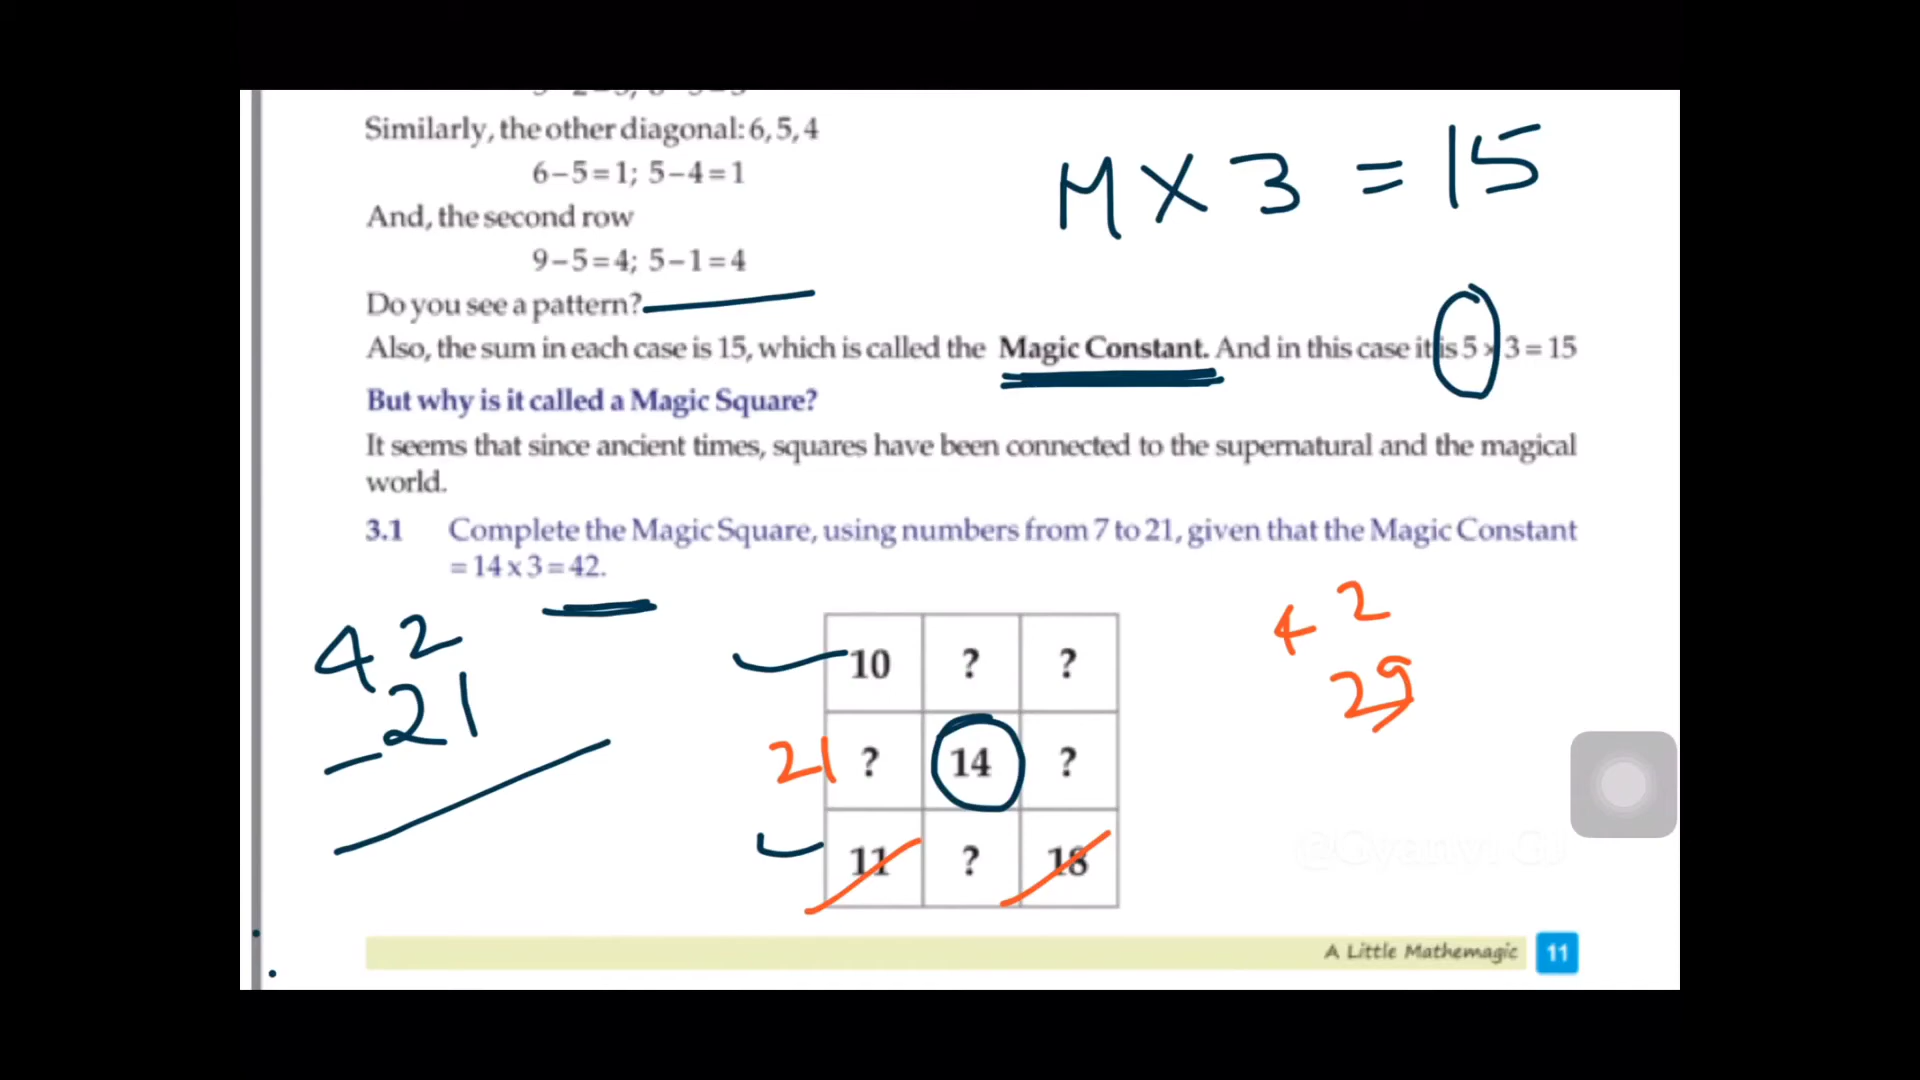 Similarly, the other diagonal: 6, 5, 4
6 – 5 = 1; 5 – 4 = 1
M X 3 = 15
And, the second row
9 – 5 = 4; 5 – 1 = 4
Do you see a pattern?
Also, the sum in each case is 15, which is called the Magic Constant. And in this case it is 5 × 3 = 15
But why is it called a Magic Square?
It seems that since ancient times, squares have been connected to the supernatural and the magical
world.
3.1 Complete the Magic Square, using numbers from 7 to 21, given that the Magic Constant
= 14 x 3 = 42.
42
– 21
42
29
10 ? ?
21 ? 14 ?
11 ? 18
A Little Mathemagic 11